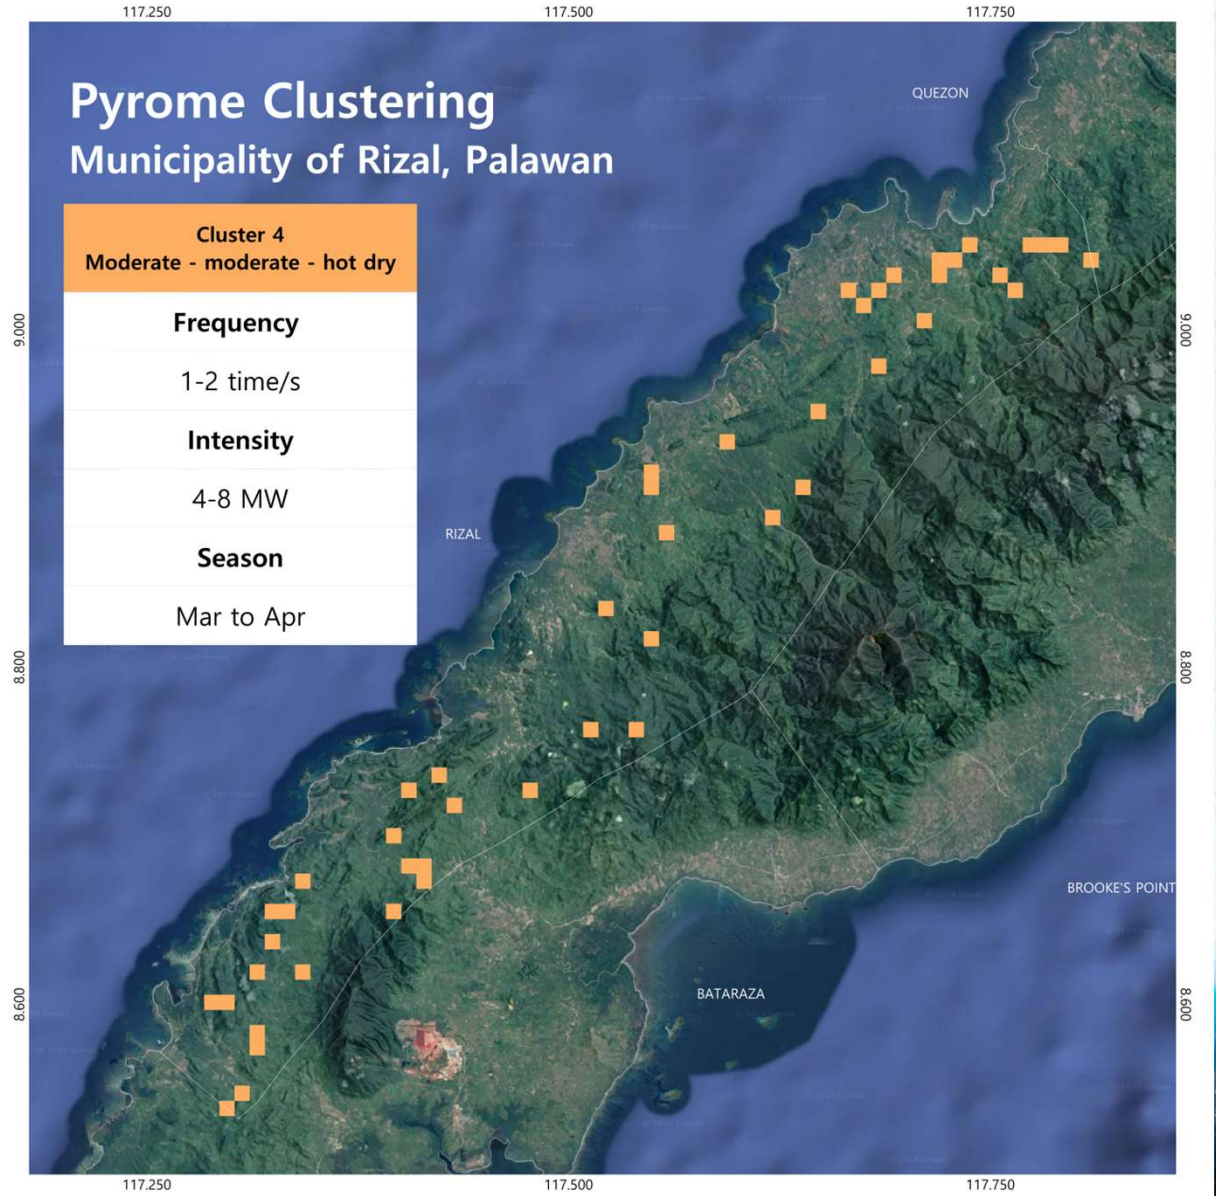 117.250
117.500
117.750
Pyrome Clustering
Municipality of Rizal, Palawan
QUEZON
Cluster 4
Moderate - moderate - hot dry
Frequency
1-2 time/s
Intensity
4-8 MW
Season
Mar to Apr
9.000
9.000
RIZAL
8.800
8.800
BROOKE'S POINT
BATARAZA
8.600
8.600
117.250
117.500
117.750